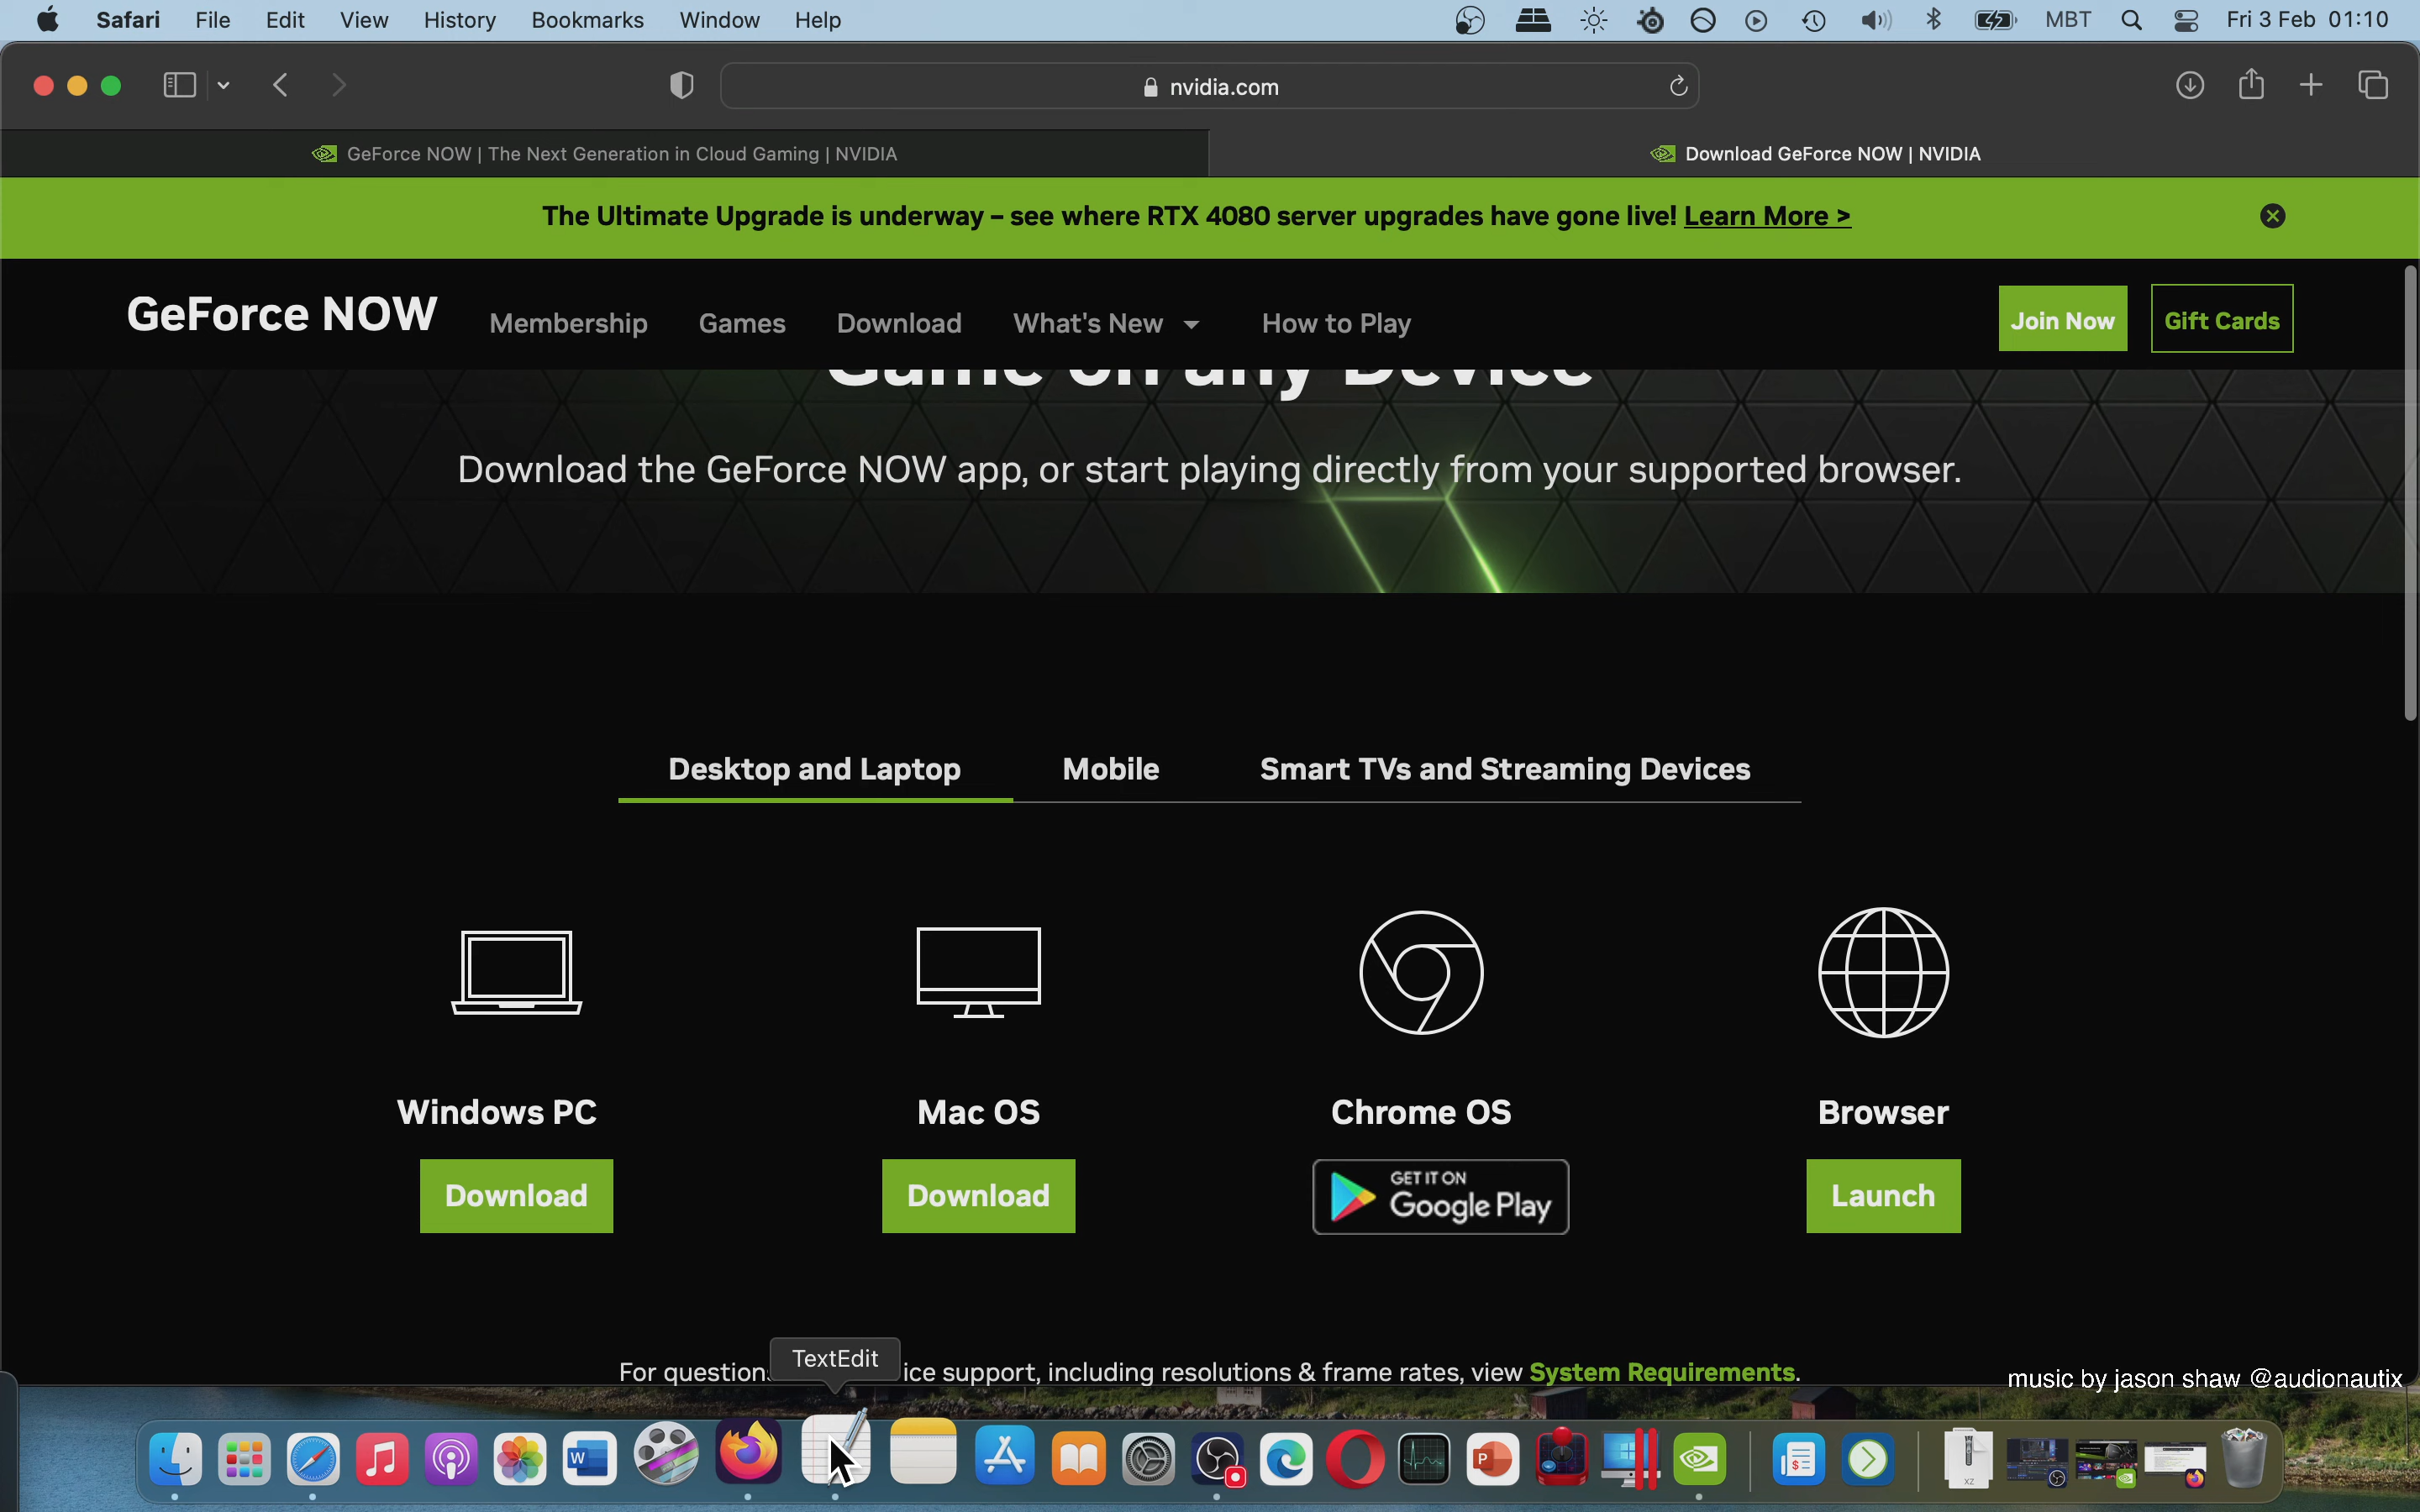 Safari File Edit View History Bookmarks Window Help MBT Fri 3 Feb 01:10
nvidia.com
GeForce NOW | The Next Generation in Cloud Gaming | NVIDIA
Download GeForce NOW | NVIDIA
The Ultimate Upgrade is underway – see where RTX 4080 server upgrades have gone live! Learn More >
GeForce NOW Membership Games Download What's New How to Play Join Now Gift Cards
Game on any Device
Download the GeForce NOW app, or start playing directly from your supported browser.
Desktop and Laptop Mobile Smart TVs and Streaming Devices
Windows PC Mac OS Chrome OS Browser
Download Download GET IT ON Google Play Launch
TextEdit
For question ice support, including resolutions & frame rates, view System Requirements.
music by jason shaw @audionautix
W P XZ